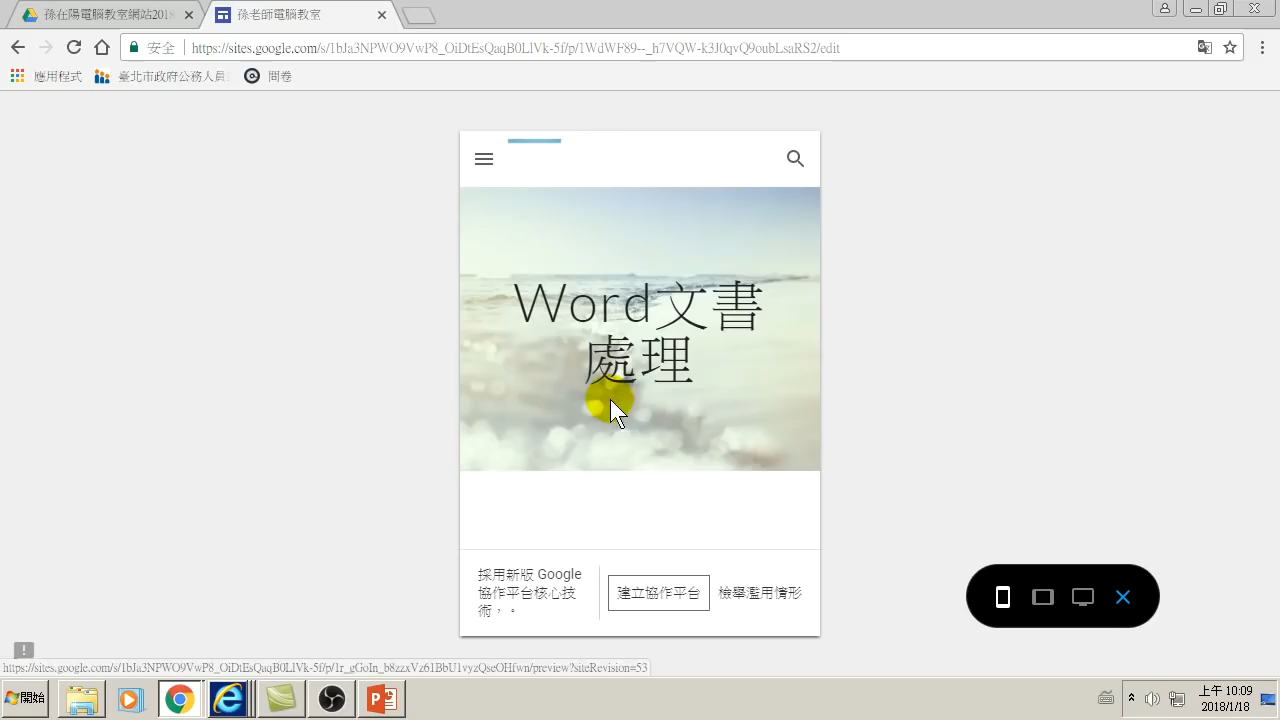 孫在陽電腦教室網站2018
孫老師電腦教室
安全
https://sites.google.com/s/1bJa3NPWO9VwP8_OiDtEsQaqB0LlVk-5f/p/1WdWF89--_h7VQW-k3J0qvQ9oubLsaRS2/edit
應用程式
臺北市政府公務人員
問卷
Word文書
處理
採用新版 Google
協作平台核心技
術，。
建立協作平台
檢舉濫用情形
https://sites.google.com/s/1bJa3NPWO9VwP8_OiDtEsQaqB0LlVk-5f/p/1r_gGoIn_b8zzxVz61BbU1vyzQseOHfwn/preview?siteRevision=53
開始
上午 10:09
2018/1/18